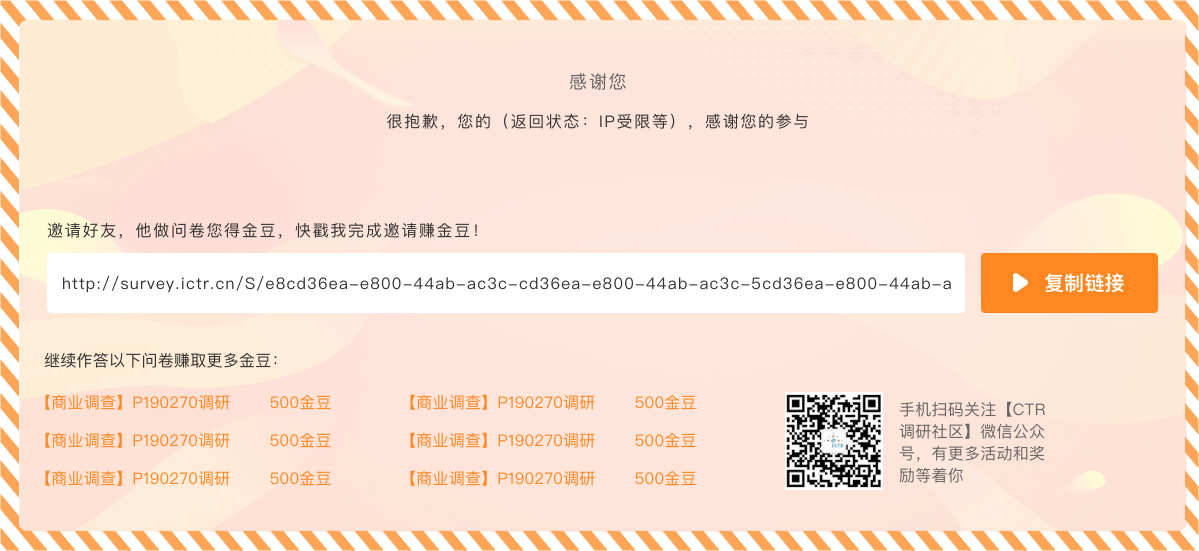 感谢您
很抱歉，您的（返回状态：IP受限等），感谢您的参与
邀请好友，他做问卷您得金豆，快戳我完成邀请赚金豆！
http://survey.ictr.cn/S/e8cd36ea-e800-44ab-ac3c-cd36ea-e800-44ab-ac3c-5cd36ea-e800-44ab-a
复制链接
继续作答以下问卷赚取更多金豆：
【商业调查】P190270调研 500金豆 【商业调查】P190270调研 500金豆
【商业调查】P190270调研 500金豆 【商业调查】P190270调研 500金豆
【商业调查】P190270调研 500金豆 【商业调查】P190270调研 500金豆
手机扫码关注【CTR
调研社区】微信公众
号，有更多活动和奖
励等着你